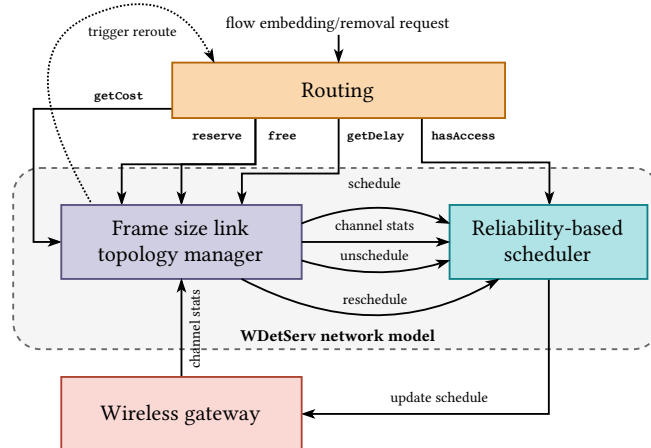 trigger reroute
flow embedding/removal request
Routing
getCost
reserve
free
getDelay
hasAccess
schedule
Frame size link
topology manager
channel stats
unschedule
reschedule
Reliability-based
scheduler
WDetServ network model
channel stats
update schedule
Wireless gateway